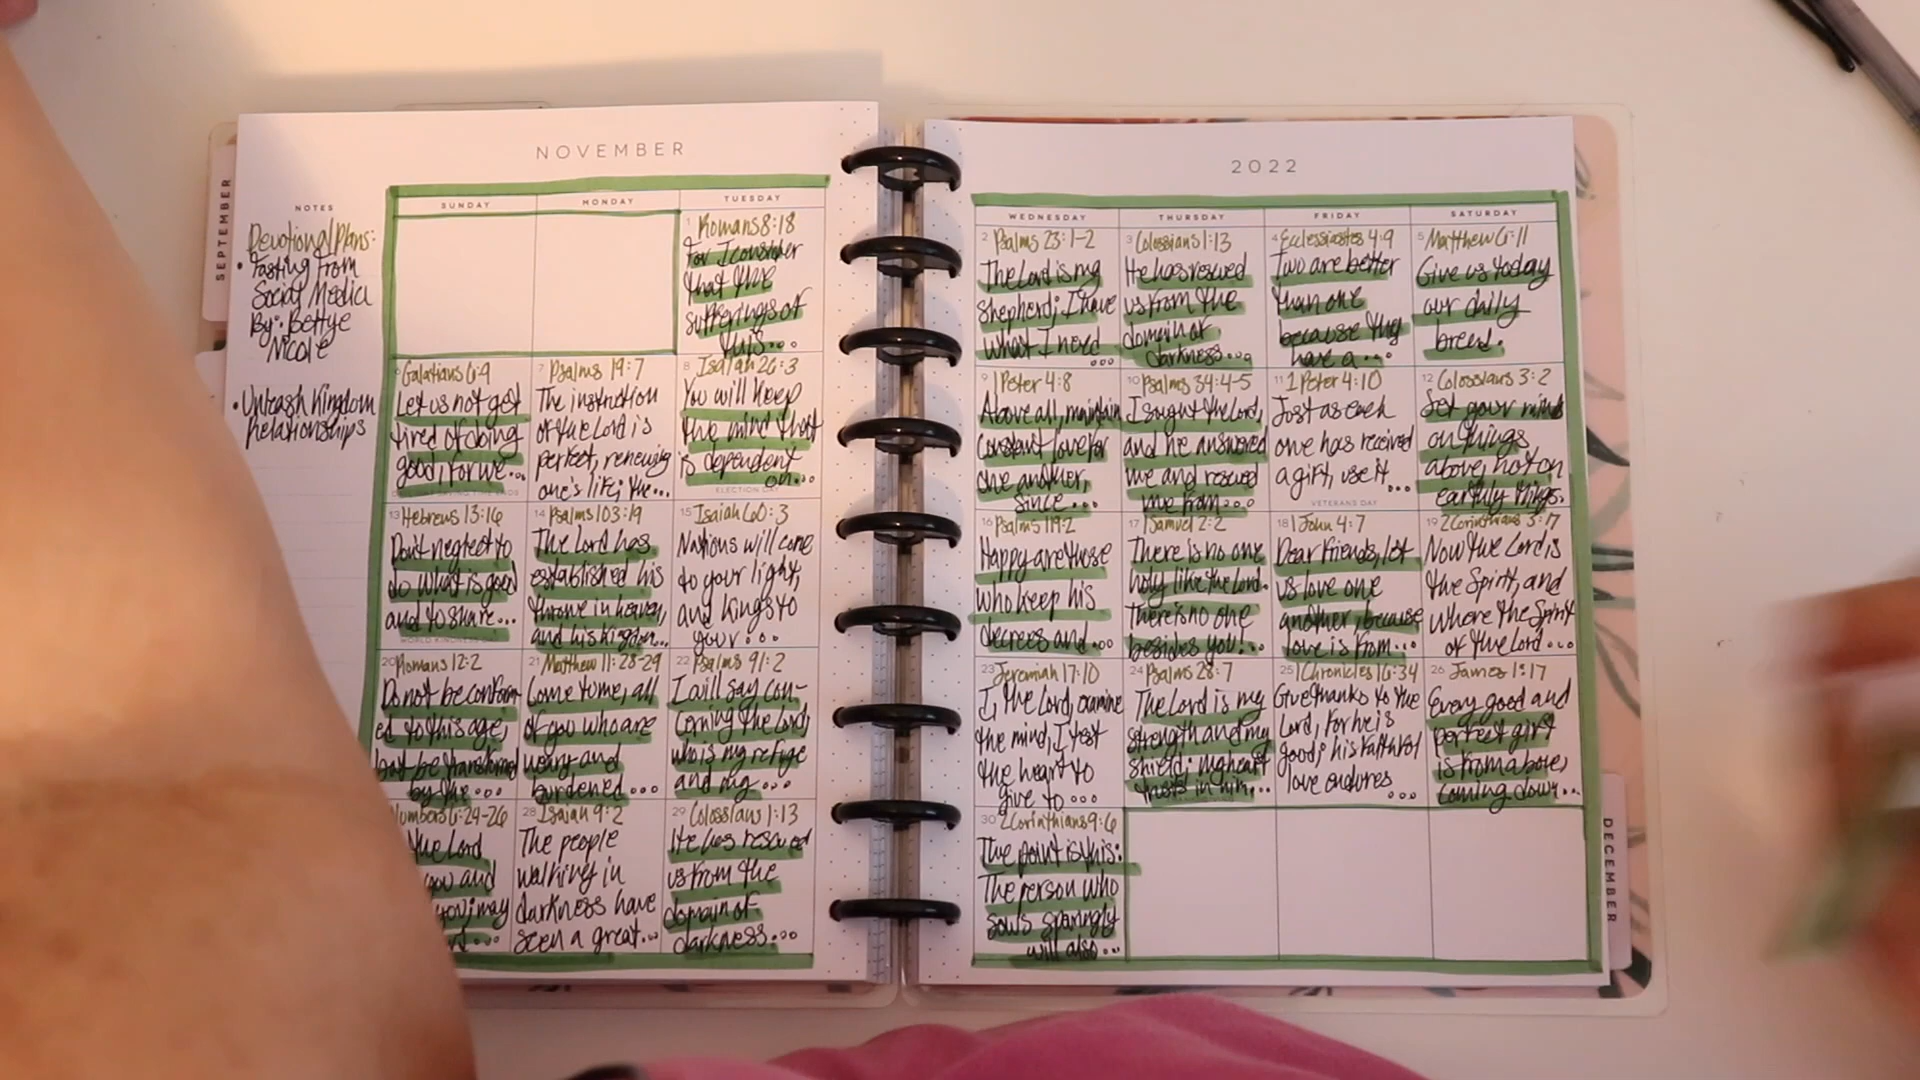 NOVEMBER
2022
SEPTEMBER
DECEMBER
NOTES
Devotional Plans:
• Fasting From
Social Media
By: Bettye
Nicole
• Unleash Kingdom
Relationships
SUNDAY
MONDAY
TUESDAY
WEDNESDAY
THURSDAY
FRIDAY
SATURDAY
1 Romans 8:18
For I consider
that the
sufferings of
this...
2 Psalms 23:1-2
The Lord is my
shepherd; I have
what I need
...
3 Colossians 1:13
He has rescued
us from the
domain of
darkness...
4 Ecclesiastes 4:9
Two are better
than one
because they
have a...
5 Matthew 6:11
Give us today
our daily
bread.
6 Galatians 6:9
Let us not get
tired of doing
good, for we...
7 Psalms 19:7
The instruction
of the Lord is
perfect, renewing
one's life; the...
8 Isaiah 26:3
You will keep
the mind that
is dependent
on...
ELECTION DAY
9 1 Peter 4:8
Above all, maintain
constant love for
one another,
since...
10 Psalms 34:4-5
I sought the Lord,
and he answered
me and rescued
me from...
11 1 Peter 4:10
Just as each
one has received
a gift, use it
...
VETERANS DAY
12 Colossians 3:2
Set your minds
on things
above, not on
earthly things.
13 Hebrews 13:16
Don't neglect to
do what is good
and to share...
14 Psalms 103:19
The Lord has
established his
throne in heaven,
and his kingdom...
15 Isaiah 60:3
Nations will come
to your light,
and kings to
your...
16 Psalms 119:2
Happy are those
who keep his
decrees and...
17 1 Samuel 2:2
There is no one
holy like the Lord.
There is no one
besides you!...
18 1 John 4:7
Dear friends, let
us love one
another, because
love is from...
19 2 Corinthians 3:17
Now the Lord is
the Spirit, and
where the Spirit
of the Lord...
20 Romans 12:2
Do not be conform-
ed to this age,
but be transformed
by the...
21 Matthew 11:28-29
Come to me, all
of you who are
weary and
burdened...
22 Psalms 91:2
I will say con-
cerning the Lord,
who is my refuge
and my...
23 Jeremiah 17:10
I, the Lord, examine
the mind, I test
the heart to
give to...
24 Psalms 28:7
The Lord is my
strength and my
shield; my heart
trusts in him,...
25 1 Chronicles 16:34
Give thanks to the
Lord, for he is
good; his faithful
love endures
...
26 James 1:17
Every good and
perfect gift
is from above,
coming down...
Numbers 6:24-26
the Lord
you and
you; may
...
28 Isaiah 9:2
The people
walking in
darkness have
seen a great...
29 Colossians 1:13
He has rescued
us from the
domain of
darkness...
30 2 Corinthians 9:6
The point is this:
The person who
sows sparingly
will also...